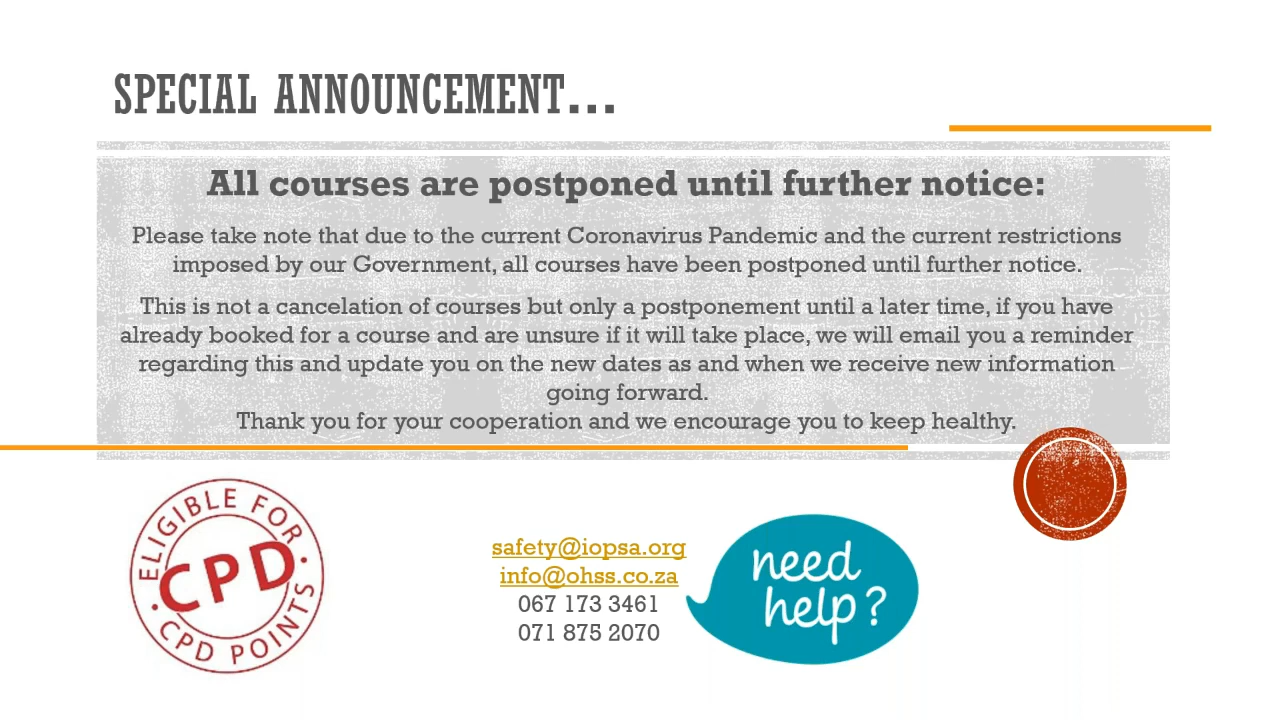 SPECIAL ANNOUNCEMENT...
All courses are postponed until further notice:
Please take note that due to the current Coronavirus Pandemic and the current restrictions
imposed by our Government, all courses have been postponed until further notice.
This is not a cancelation of courses but only a postponement until a later time, if you have
already booked for a course and are unsure if it will take place, we will email you a reminder
regarding this and update you on the new dates as and when we receive new information
going forward.
Thank you for your cooperation and we encourage you to keep healthy.
ELIGIBLE FOR
CPD
CPD POINTS
safety@iopsa.org
info@ohss.co.za
067 173 3461
071 875 2070
need
help?